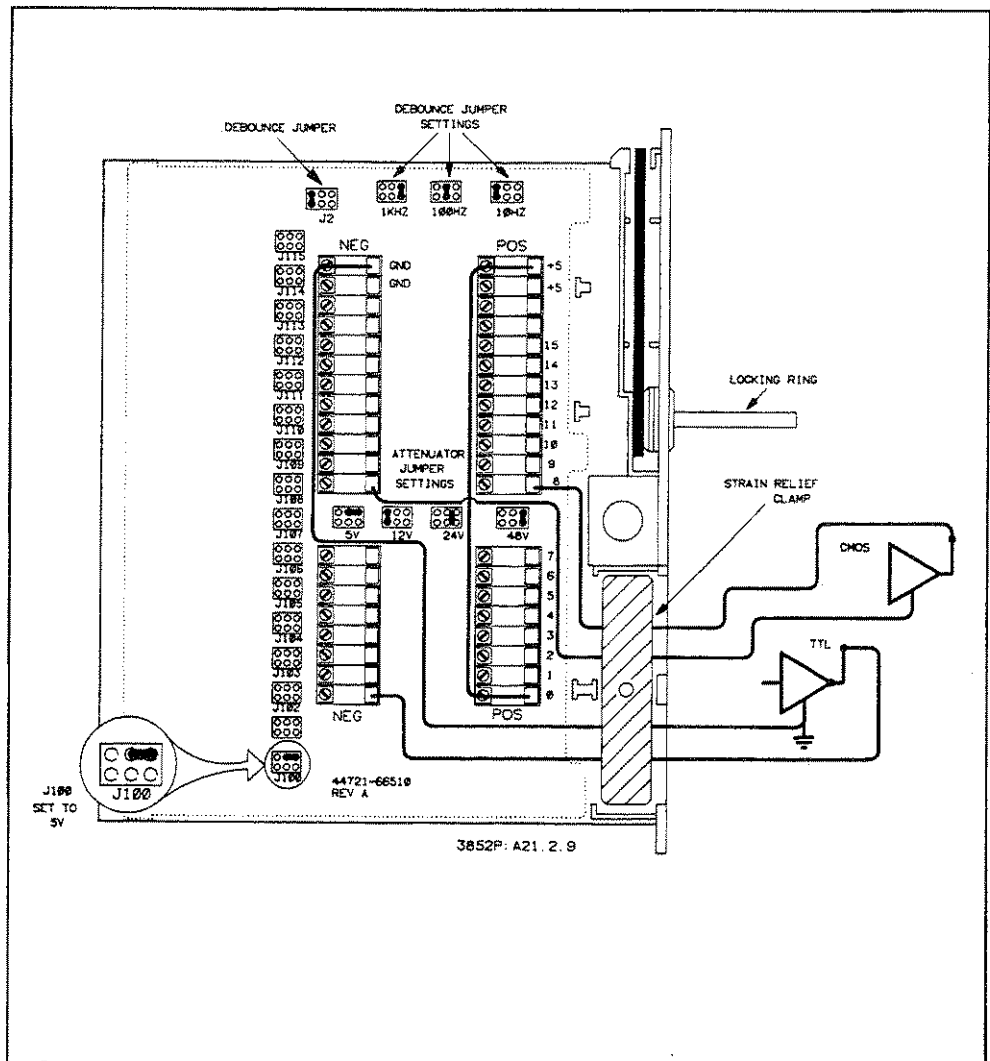 DEBOUNCE JUMPER
DEBOUNCE JUMPER
SETTINGS
J2
1KHZ
100HZ
10HZ
NEG
POS
J115
J114
J113
J112
J111
J110
J109
J108
J107
J106
J105
J104
J103
J102
J100
GND
GND
+5
+5
15
14
13
12
11
10
9
8
ATTENUATOR
JUMPER
SETTINGS
5V
12V
24V
48V
7
6
5
4
3
2
1
0
NEG
POS
LOCKING RING
STRAIN RELIEF
CLAMP
CMOS
TTL
J100
J100
SET TO
5V
44721-66510
REV A
3852P:A21.2.9